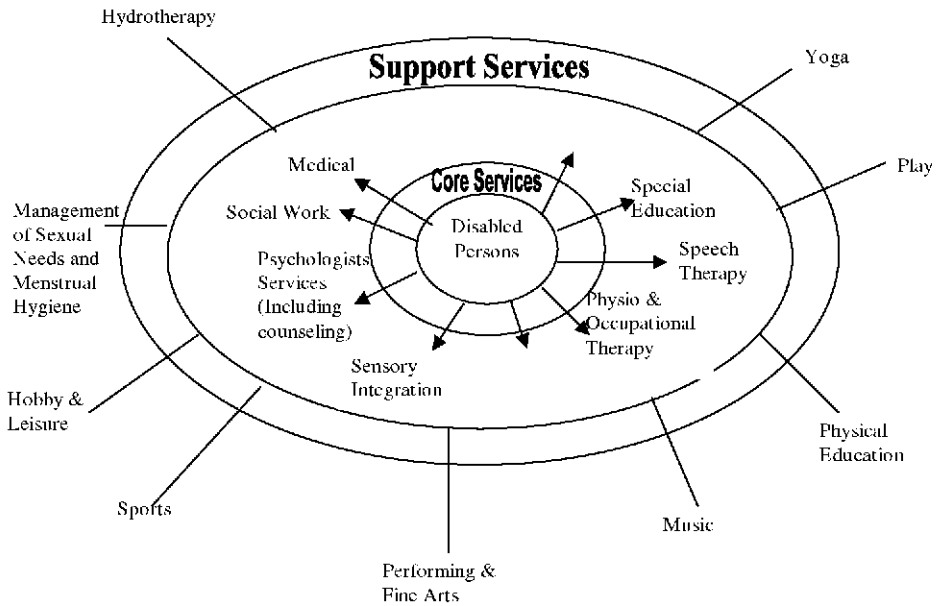 Hydrotherapy
Support Services
Yoga
Medical
Core Services
Play
Special
Education
Management
of Sexual
Needs and
Menstrual
Hygiene
Social Work
Disabled
Persons
Psychologists
Services
(Including
counseling)
Speech
Therapy
Physio &
Occupational
Therapy
Sensory
Integration
Hobby &
Leisure
Physical
Education
Sports
Music
Performing &
Fine Arts